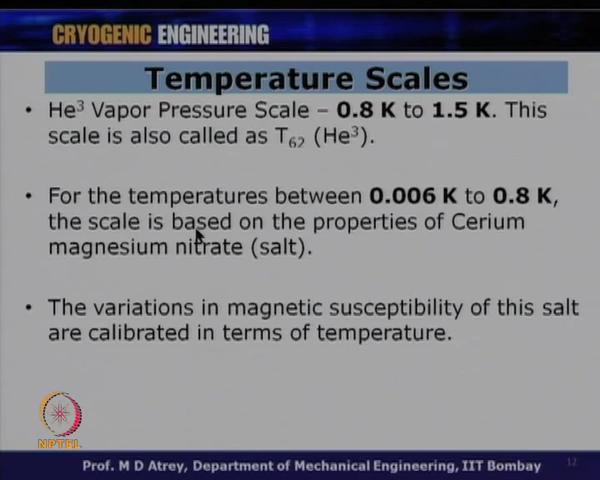 CRYOGENIC ENGINEERING
Temperature Scales
• He³ Vapor Pressure Scale – 0.8 K to 1.5 K. This
scale is also called as T₆₂ (He³).
• For the temperatures between 0.006 K to 0.8 K,
the scale is based on the properties of Cerium
magnesium nitrate (salt).
• The variations in magnetic susceptibility of this salt
are calibrated in terms of temperature.
NPTEL
Prof. M D Atrey, Department of Mechanical Engineering, IIT Bombay
12